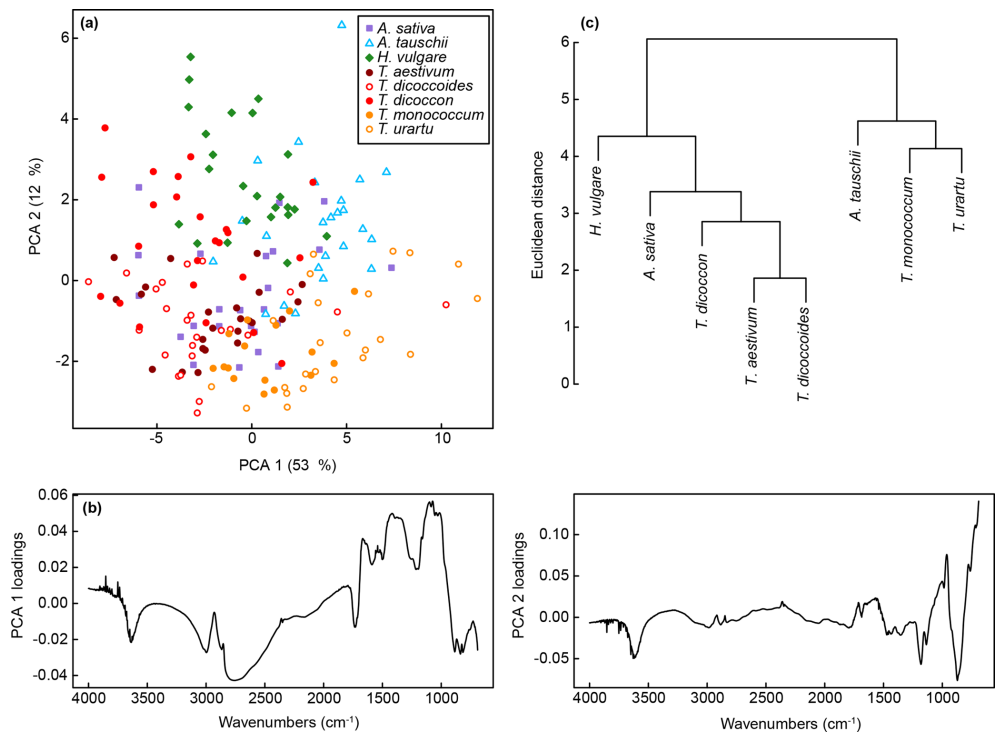 (a)
A. sativa
A. tauschii
H. vulgare
T. aestivum
T. dicoccoides
T. dicoccon
T. monococcum
T. urartu
6
4
2
0
-2
PCA 2 (12 %)
-5
0
5
10
PCA 1 (53 %)
(c)
6
5
4
3
2
1
0
Euclidean distance
H. vulgare
A. sativa
T. dicoccon
T. aestivum
T. dicoccoides
A. tauschii
T. monococcum
T. urartu
(b)
0.06
0.04
0.02
0.00
-0.02
-0.04
PCA 1 loadings
4000 3500 3000 2500 2000 1500 1000
Wavenumbers (cm⁻¹)
0.10
0.05
0.00
-0.05
PCA 2 loadings
4000 3500 3000 2500 2000 1500 1000
Wavenumbers (cm⁻¹)